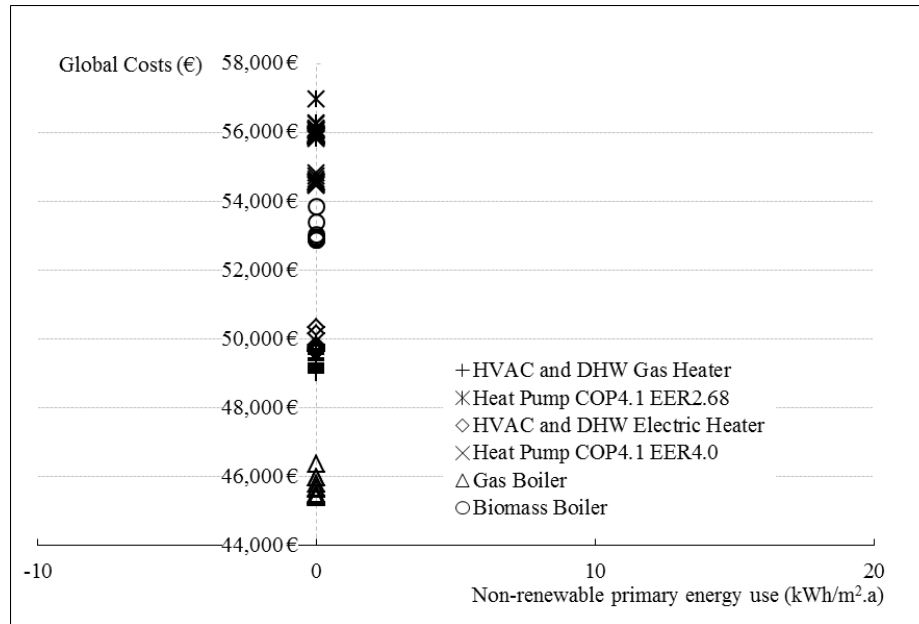 Global Costs (€)
58,000 €
56,000 €
54,000 €
52,000 €
50,000 €
48,000 €
46,000 €
44,000 €
HVAC and DHW Gas Heater
Heat Pump COP4.1 EER2.68
HVAC and DHW Electric Heater
Heat Pump COP4.1 EER4.0
Gas Boiler
Biomass Boiler
-10
0
10
20
Non-renewable primary energy use (kWh/m².a)